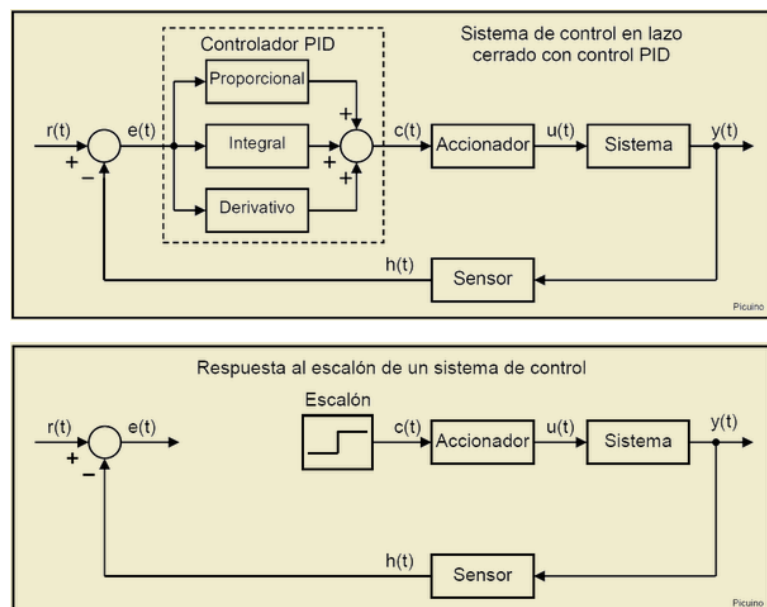 Controlador PID
Sistema de control en lazo
cerrado con control PID
Proporcional
r(t)
e(t)
Integral
c(t)
Accionador
u(t)
Sistema
y(t)
+
−
+
+
+
Derivativo
h(t)
Sensor
Picuino
Respuesta al escalón de un sistema de control
Escalón
r(t)
e(t)
c(t)
Accionador
u(t)
Sistema
y(t)
+
−
h(t)
Sensor
Picuino